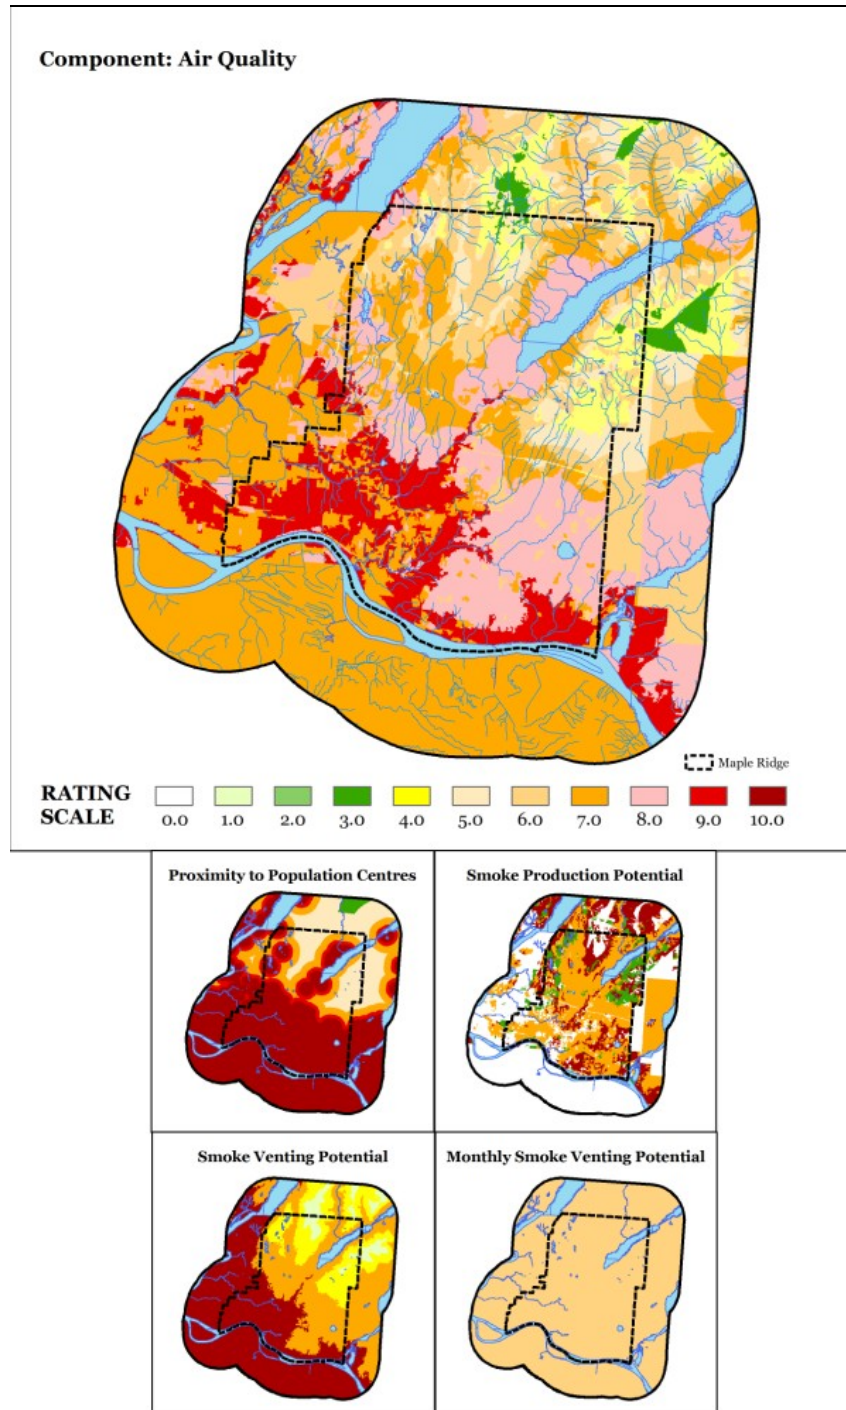 Component: Air Quality
Maple Ridge
RATING
SCALE
0.0 1.0 2.0 3.0 4.0 5.0 6.0 7.0 8.0 9.0 10.0
Proximity to Population Centres
Smoke Production Potential
Smoke Venting Potential
Monthly Smoke Venting Potential